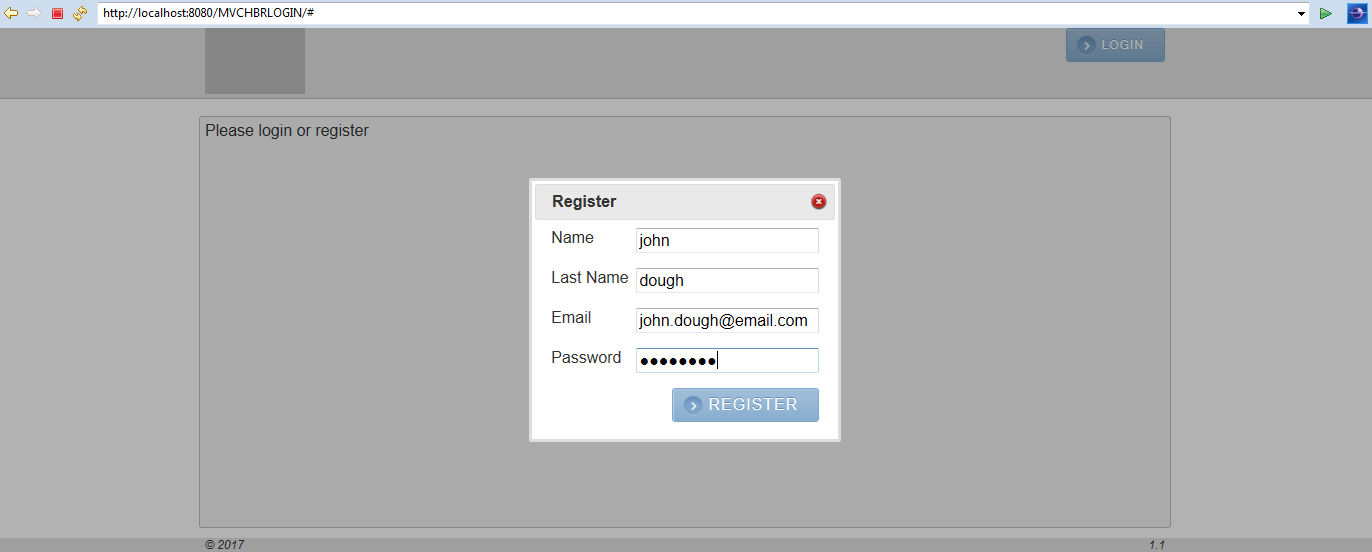 http://localhost:8080/MVCHBRLOGIN/#
LOGIN
Please login or register
Register
Name john
Last Name dough
Email john.dough@email.com
Password ●●●●●●●●
REGISTER
© 2017 1.1